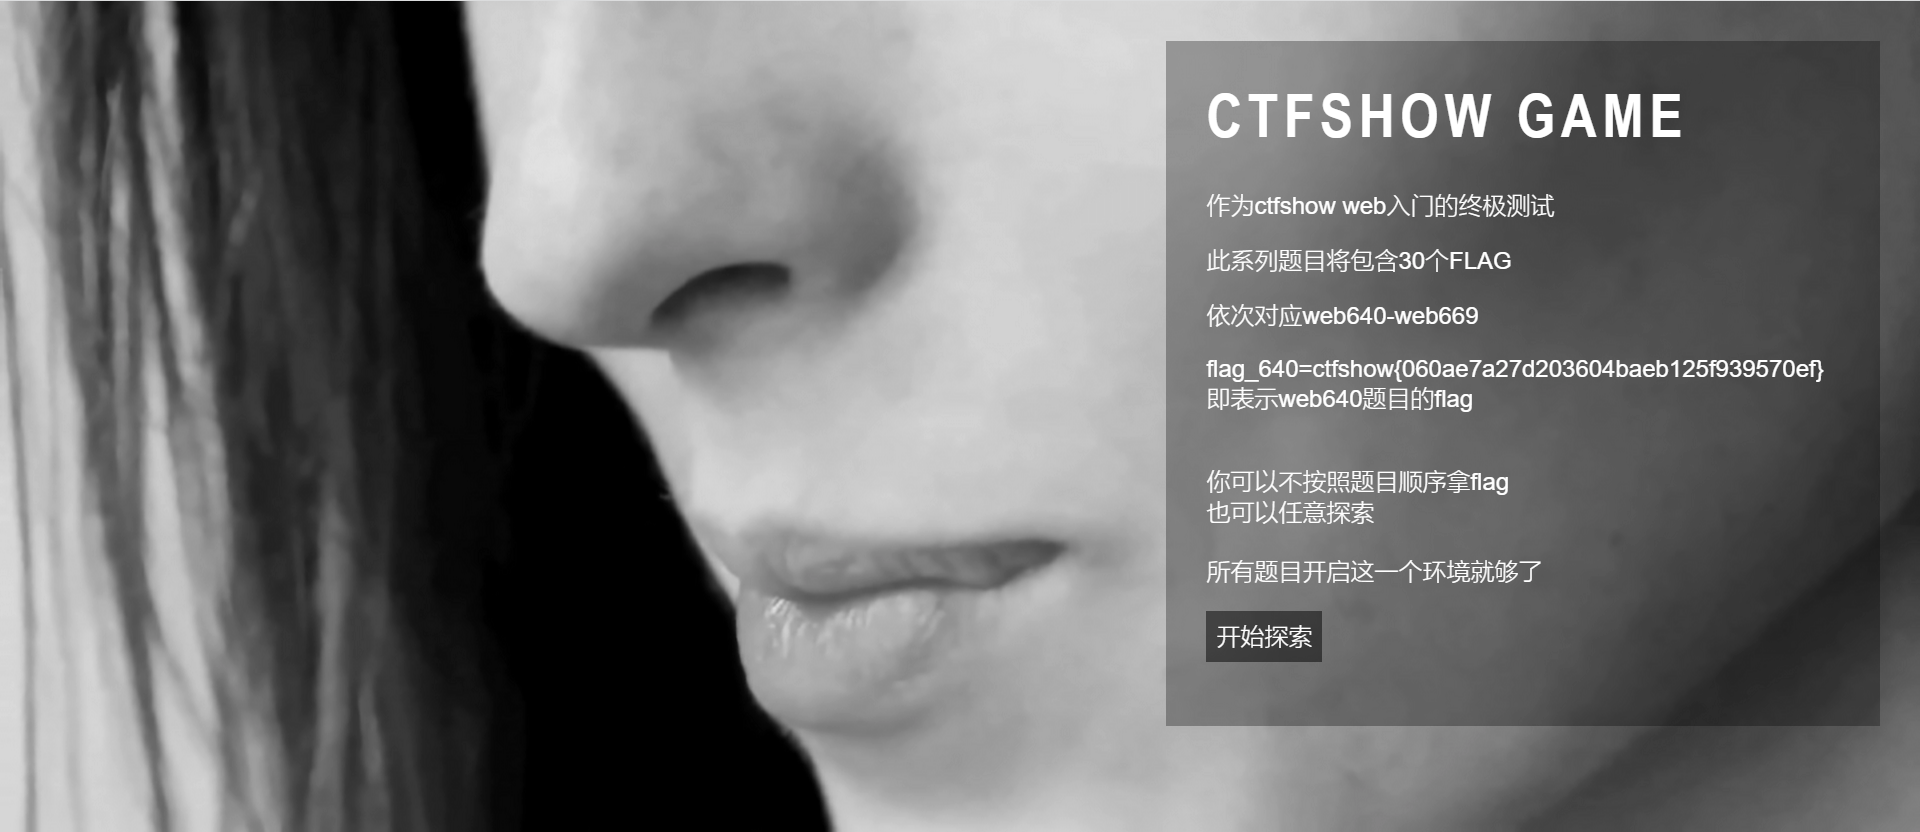 CTFSHOW GAME
作为ctfshow web入门的终极测试
此系列题目将包含30个FLAG
依次对应web640-web669
flag_640=ctfshow{060ae7a27d203604baeb125f939570ef}
即表示web640题目的flag
你可以不按照题目顺序拿flag
也可以任意探索
所有题目开启这一个环境就够了
开始探索